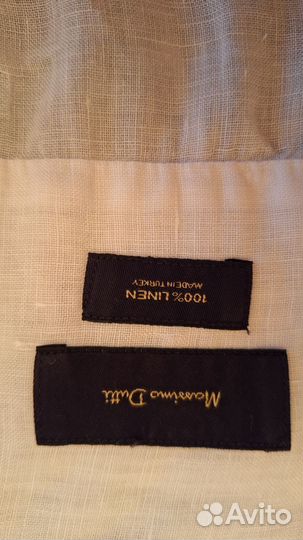 Massimo Dutti
100% LINEN
MADE IN TURKEY
Avito